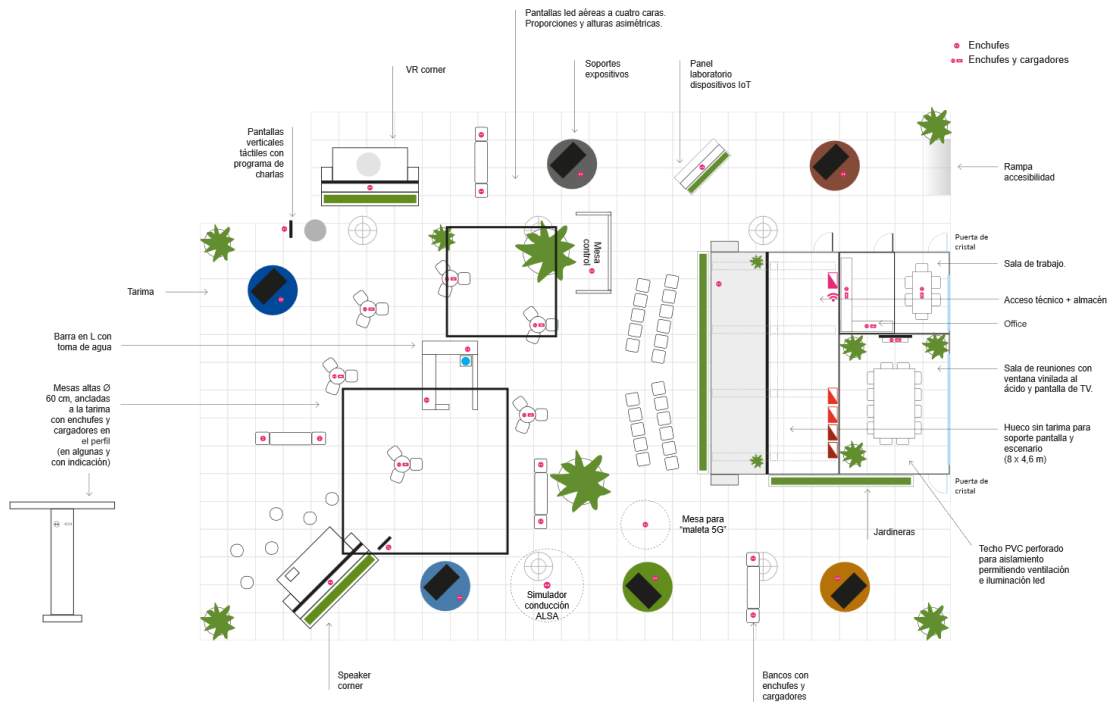 Pantallas led aéreas a cuatro caras.
Proporciones y alturas asimétricas.
Enchufes
Enchufes y cargadores
VR corner
Soportes
expositivos
Panel
laboratorio
dispositivos IoT
Pantallas
verticales
táctiles con
programa de
charlas
Rampa
accesibilidad
Puerta de
cristal
Mesa
control
Sala de trabajo.
Tarima
Acceso técnico + almacén
Office
Barra en L con
toma de agua
Sala de reuniones con
ventana vinilada al
ácido y pantalla de TV.
Mesas altas Ø
60 cm, ancladas
a la tarima
con enchufes y
cargadores en
el perfil
(en algunas y
con indicación)
Hueco sin tarima para
soporte pantalla y
escenario
(8 x 4,6 m)
Puerta de
cristal
Mesa para
“maleta 5G”
Jardineras
Techo PVC perforado
para aislamiento
permitiendo ventilación
e iluminación led
Simulador
conducción
ALSA
Speaker
corner
Bancos con
enchufes y
cargadores